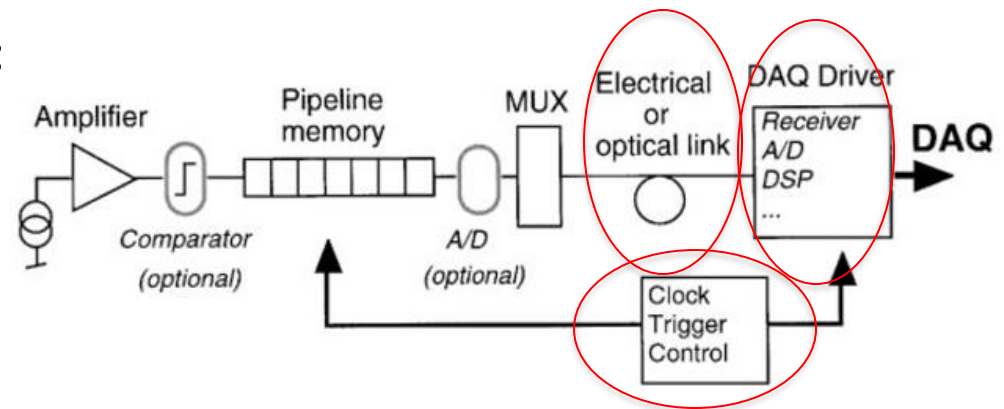 :
Amplifier
Comparator
(optional)
Pipeline
memory
A/D
(optional)
MUX
Electrical
or
optical link
DAQ Driver
Receiver
A/D
DSP
...
DAQ
Clock
Trigger
Control